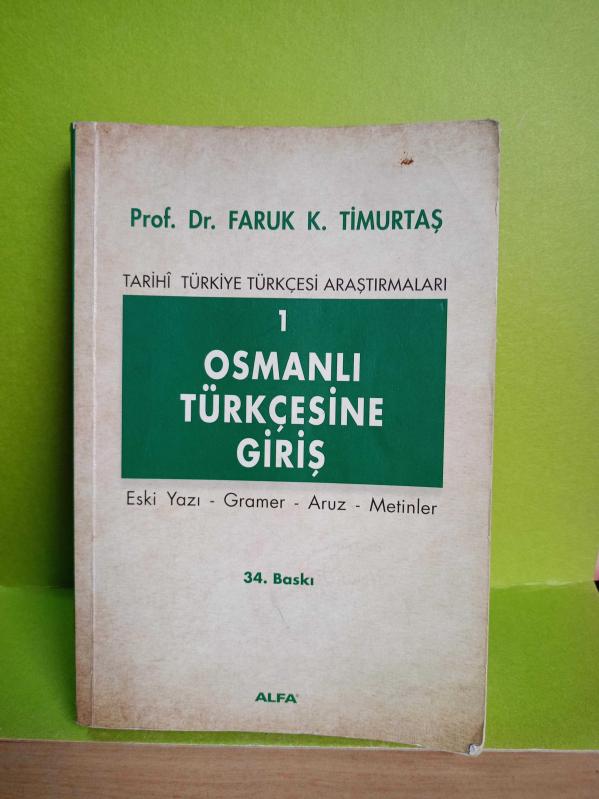 Prof. Dr. FARUK K. TİMURTAŞ
TARİHÎ TÜRKİYE TÜRKÇESİ ARAŞTIRMALARI
1
OSMANLI
TÜRKÇESİNE
GİRİŞ
Eski Yazı - Gramer - Aruz - Metinler
34. Baskı
ALFA